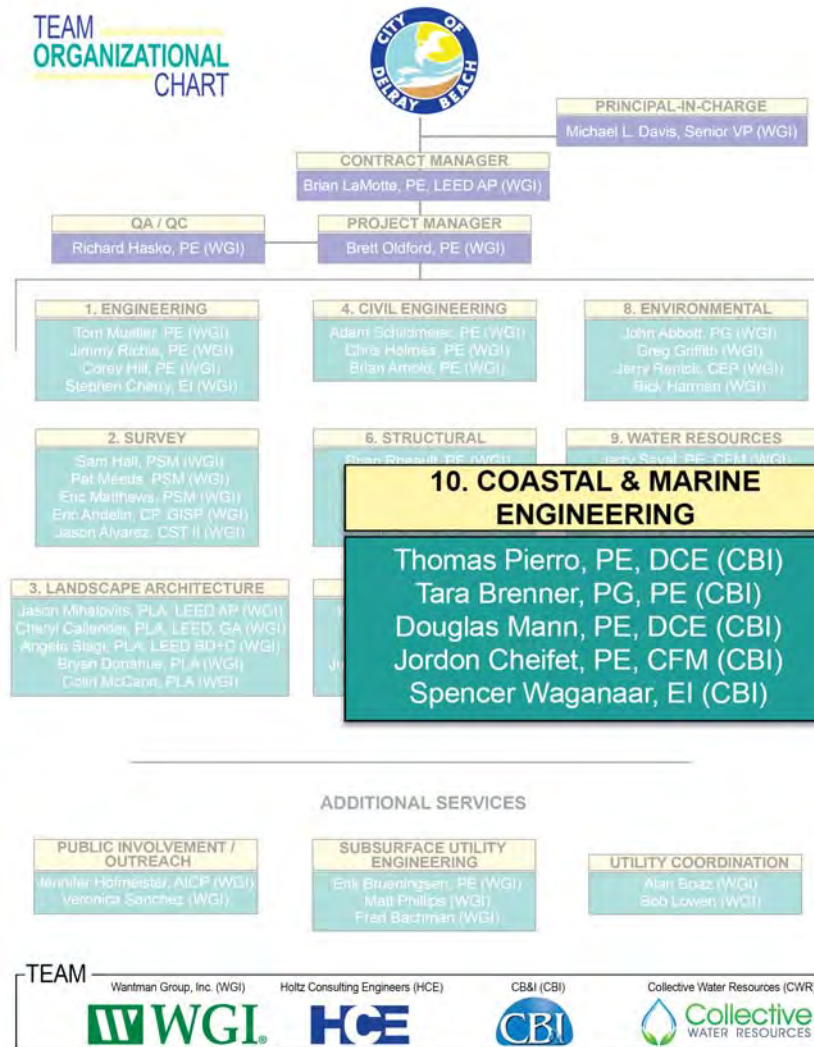 TEAM
ORGANIZATIONAL
CHART
CITY OF
DELRAY BEACH
PRINCIPAL-IN-CHARGE
Michael L. Davis, Senior VP (WGI)
CONTRACT MANAGER
Brian LaMotte, PE, LEED AP (WGI)
QA / QC
Richard Hasko, PE (WGI)
PROJECT MANAGER
Brett Oldford, PE (WGI)
1. ENGINEERING
Tom Mueller, PE (WGI)
Jimmy Richie, PE (WGI)
Corey Hill, PE (WGI)
Stephen Cherry, EI (WGI)
4. CIVIL ENGINEERING
Adam Schildmeier, PE (WGI)
Chris Holmes, PE (WGI)
Brian Arnold, PE (WGI)
8. ENVIRONMENTAL
John Abbott, PG (WGI)
Greg Griffith (WGI)
Jerry Renick, CEP (WGI)
Rick Harman (WGI)
2. SURVEY
Sam Hall, PSM (WGI)
Pat Meeds, PSM (WGI)
Eric Matthews, PSM (WGI)
Eric Andelin, CP, GISP (WGI)
Jason Alvarez, CST II (WGI)
6. STRUCTURAL
Brian Rheault, PE (WGI)
9. WATER RESOURCES
PE, CFM (WGI)
10. COASTAL & MARINE
ENGINEERING
Thomas Pierro, PE, DCE (CBI)
Tara Brenner, PG, PE (CBI)
Douglas Mann, PE, DCE (CBI)
Jordon Cheifet, PE, CFM (CBI)
Spencer Waganaar, EI (CBI)
3. LANDSCAPE ARCHITECTURE
Jason Mihalovits, PLA, LEED AP (WGI)
Cheryl Callender, PLA, LEED, GA (WGI)
Angela Biagi, PLA, LEED BD+C (WGI)
Bryan Donahue, PLA (WGI)
Colin McCann, PLA (WGI)
ADDITIONAL SERVICES
PUBLIC INVOLVEMENT /
OUTREACH
Jennifer Hofmeister, AICP (WGI)
Veronica Sanchez (WGI)
SUBSURFACE UTILITY
ENGINEERING
Erik Brueningsen, PE (WGI)
Matt Phillips (WGI)
Fred Bachman (WGI)
UTILITY COORDINATION
Alan Boaz (WGI)
Bob Lowen (WGI)
TEAM
Wantman Group, Inc. (WGI)
Holtz Consulting Engineers (HCE)
CB&I (CBI)
Collective Water Resources (CWR)
WGI®
HCE
CB&I
Collective
WATER RESOURCES